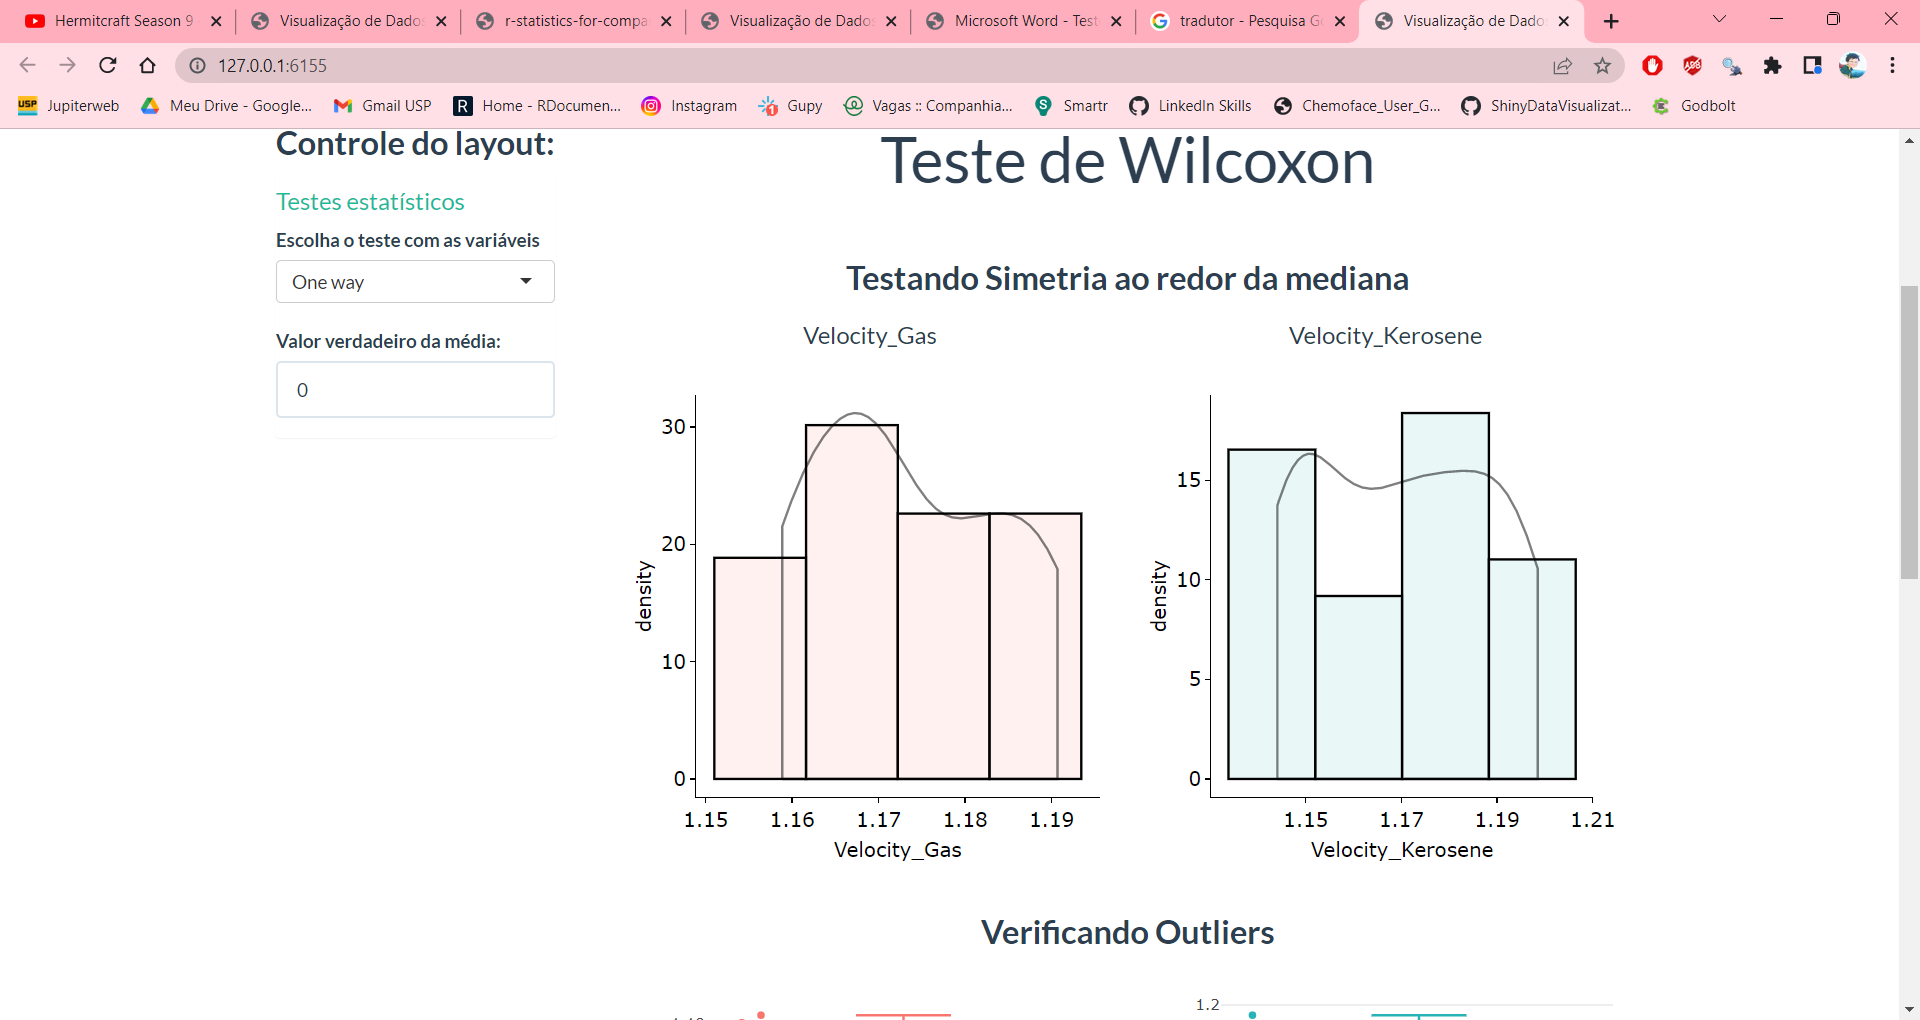 Hermitcraft Season 9
Visualização de Dados
r-statistics-for-compa
Visualização de Dados
Microsoft Word - Test
tradutor - Pesquisa G
Visualização de Dados
127.0.0.1:6155
USP Jupiterweb
Meu Drive - Google...
Gmail USP
R Home - RDocumen...
Instagram
1 Gupy
Vagas :: Companhia...
S Smartr
LinkedIn Skills
Chemoface_User_G...
ShinyDataVisualizat...
Godbolt
Controle do layout:
Testes estatísticos
Escolha o teste com as variáveis
One way
Valor verdadeiro da média:
0
Teste de Wilcoxon
Testando Simetria ao redor da mediana
Velocity_Gas
30
20
10
0
density
1.15 1.16 1.17 1.18 1.19
Velocity_Gas
Velocity_Kerosene
15
10
5
0
density
1.15 1.17 1.19 1.21
Velocity_Kerosene
Verificando Outliers
1.2